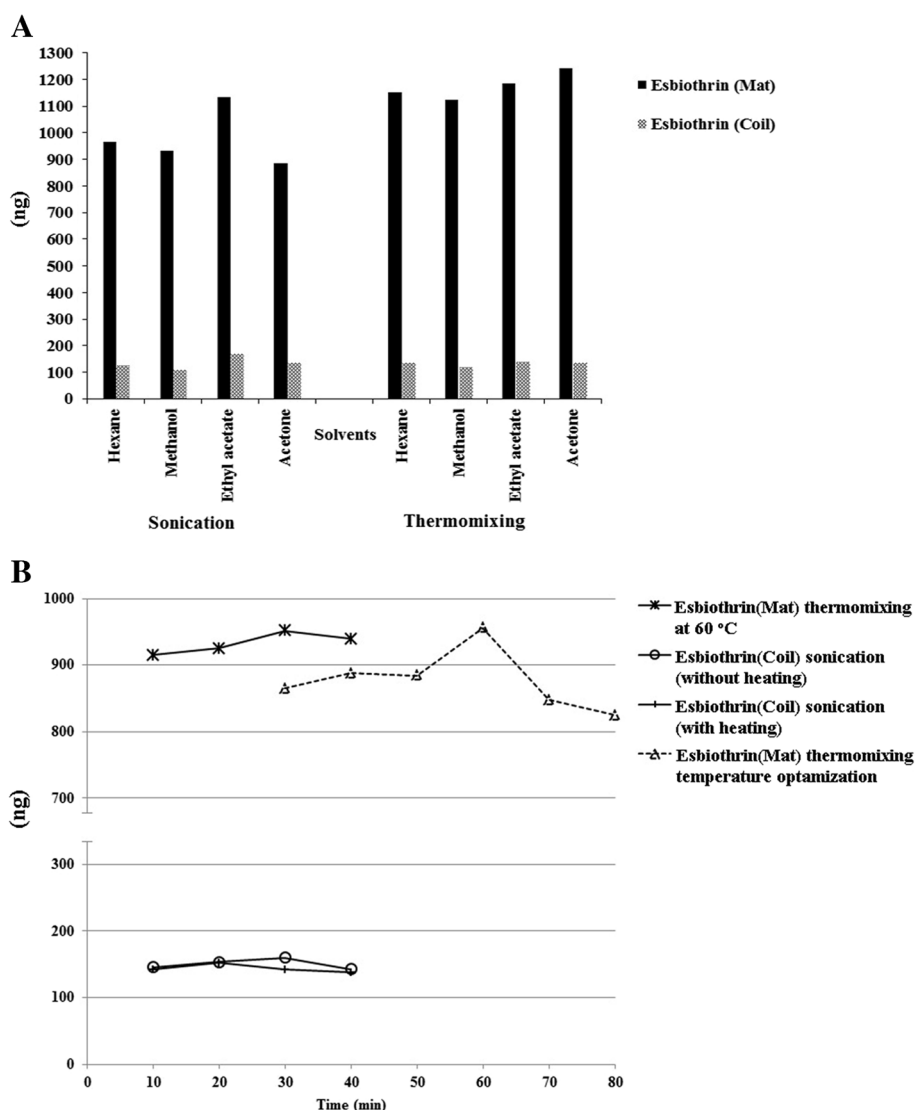 A
1300
1200
1100
1000
900
800
700
600
500
400
300
200
100
0
(ng)
Esbiothrin (Mat)
Esbiothrin (Coil)
Hexane
Methanol
Ethyl acetate
Acetone
Solvents
Hexane
Methanol
Ethyl acetate
Acetone
Sonication
Thermomixing
B
1000
900
800
700
300
200
100
0
(ng)
0 10 20 30 40 50 60 70 80
Time (min)
Esbiothrin(Mat) thermomixing
at 60 °C
Esbiothrin(Coil) sonication
(without heating)
Esbiothrin(Coil) sonication
(with heating)
Esbiothrin(Mat) thermomixing
temperature optamization